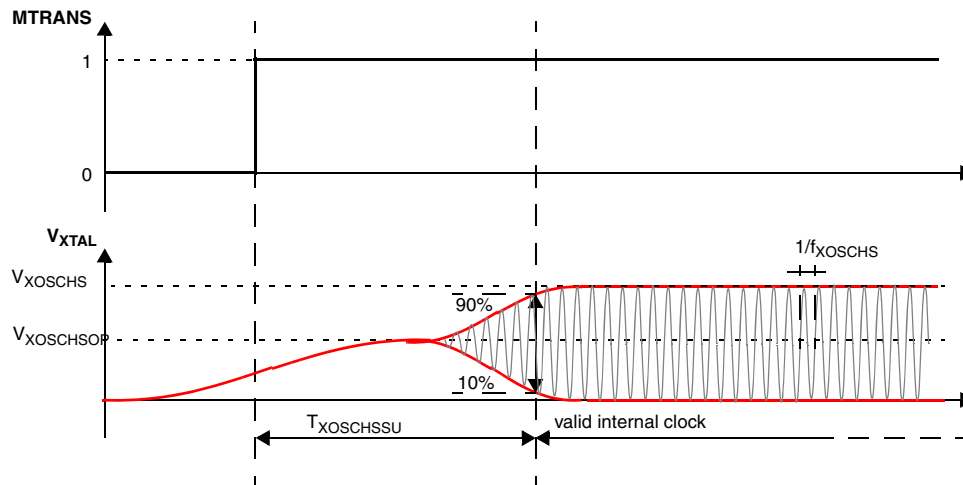 MTRANS
1
0
VXTAL
1/fXOSCHS
VXOSCHS
90%
VXOSCHSOP
10%
TXOSCHSSU
valid internal clock